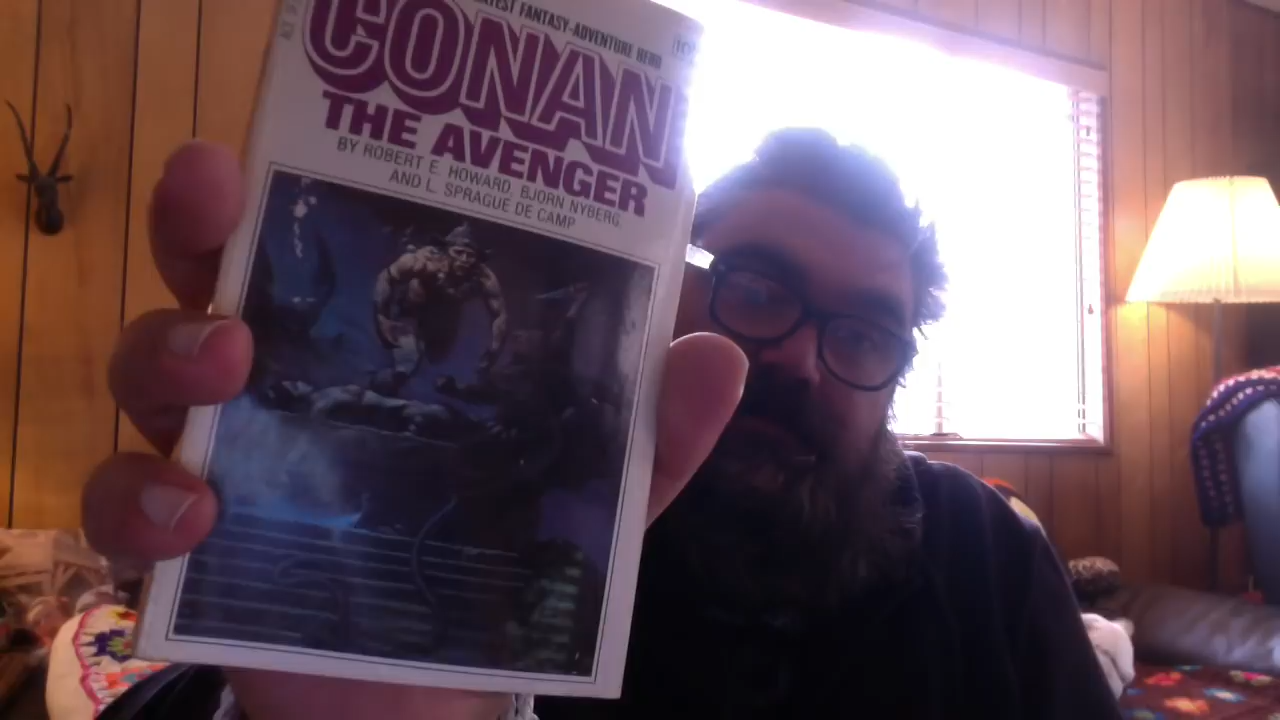 FANTASY-ADVENTURE HERO
CONAN
THE AVENGER
BY ROBERT E. HOWARD, BJORN NYBERG,
AND L. SPRAGUE DE CAMP